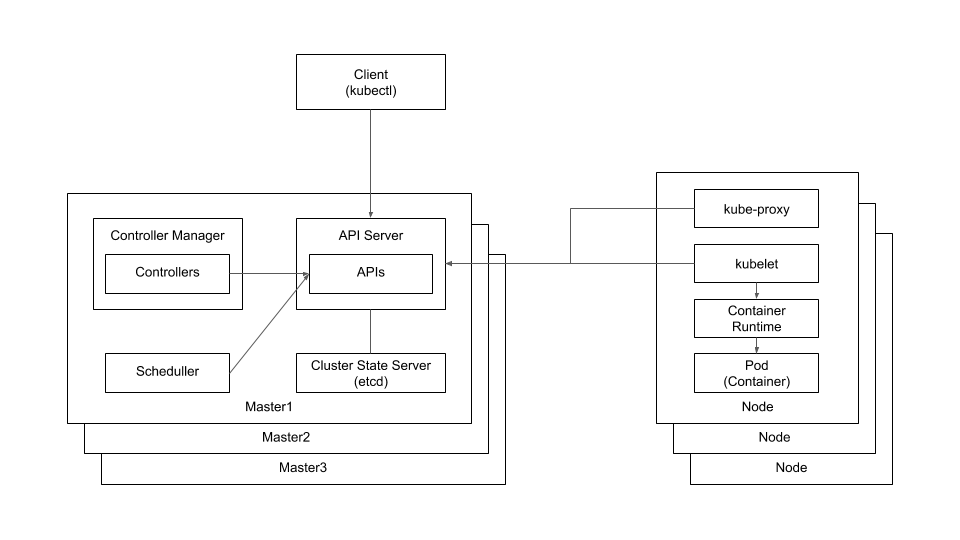 Client
(kubectl)
Controller Manager
Controllers
API Server
APIs
Scheduller
Cluster State Server
(etcd)
Master1
Master2
Master3
kube-proxy
kubelet
Container
Runtime
Pod
(Container)
Node
Node
Node